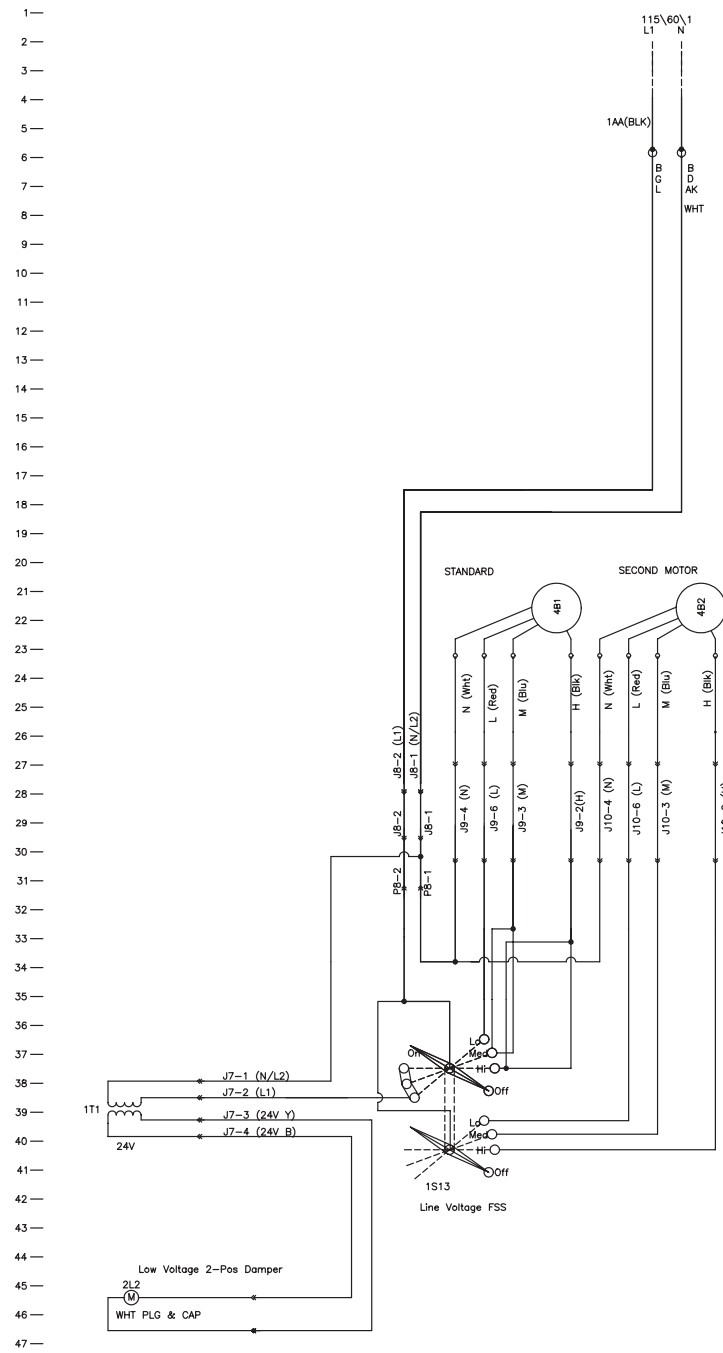 1
115\60\1
L1 N
2
3
4
1AA(BLK)
5
6
B G L
B D AK
7
WHT
8
9
10
11
12
13
14
15
16
17
18
19
20
STANDARD
SECOND MOTOR
21
4B1
4B2
22
23
24
N (Wht)
L (Red)
M (Blu)
H (Blk)
N (Wht)
L (Red)
M (Blu)
H (Blk)
25
26
J8-2 (L1)
J8-1 (N/L2)
27
28
J8-2
J8-1
J9-4 (N)
J9-6 (L)
J9-3 (M)
J9-2(H)
J10-4 (N)
J10-6 (L)
J10-3 (M)
29
30
31
P8-2
P8-1
32
33
34
35
36
Lo
37
On
Med
Hi
38
J7-1 (N/L2)
Off
J7-2 (L1)
39
1T1
J7-3 (24V Y)
Lo
J7-4 (24V B)
Med
40
24V
Hi
41
Off
1S13
42
Line Voltage FSS
43
44
Low Voltage 2-Pos Damper
45
2L2
M
46
WHT PLG & CAP
47